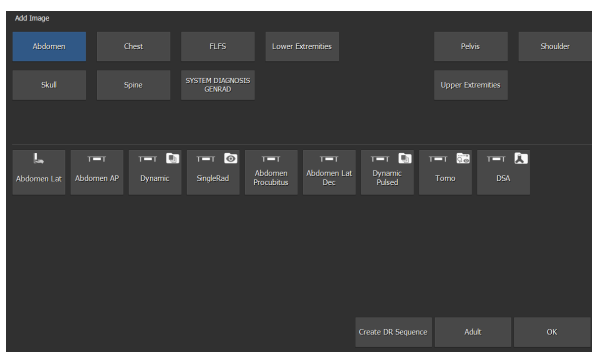 Add Image
Abdomen
Chest
FLFS
Lower Extremities
Pelvis
Shoulder
Skull
Spine
SYSTEM DIAGNOSIS
GENRAD
Upper Extremities
Abdomen Lat
Abdomen AP
Dynamic
SingleRad
Abdomen
Procubitus
Abdomen Lat
Dec
Dynamic
Pulsed
Tomo
DSA
Create DR Sequence
Adult
OK